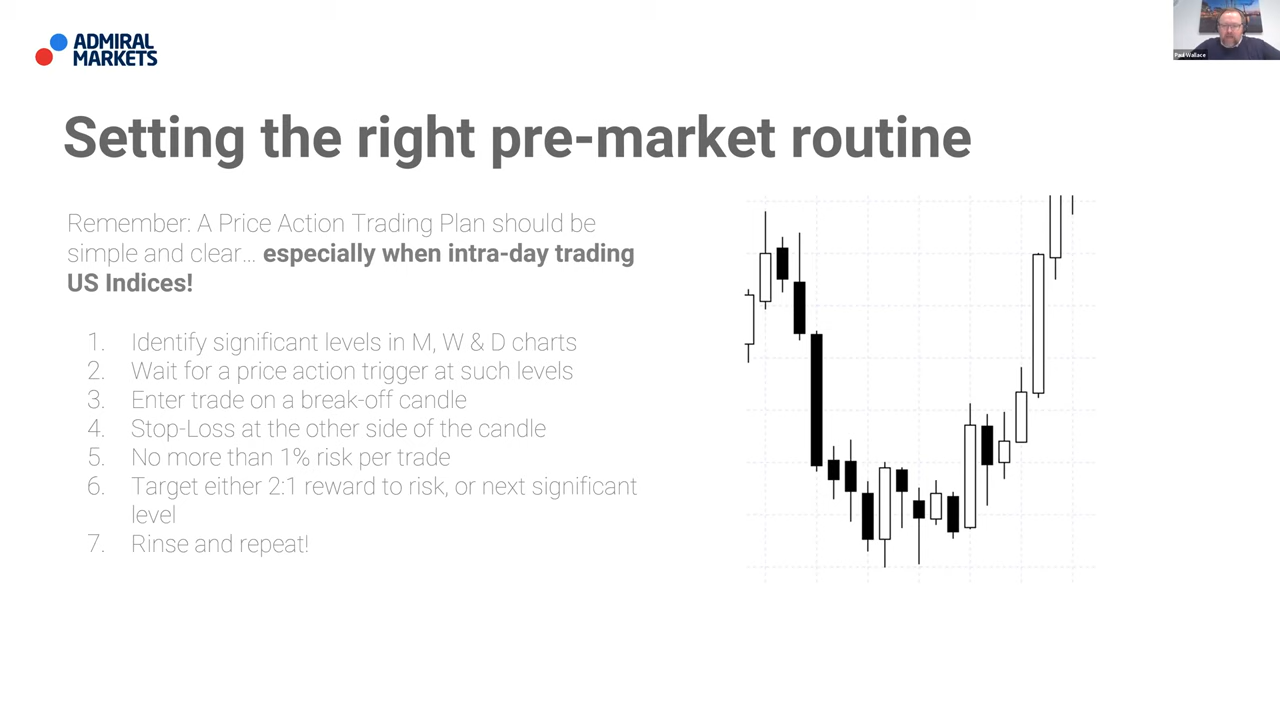 ADMIRAL
MARKETS
Paul Wallace
Setting the right pre-market routine
Remember: A Price Action Trading Plan should be
simple and clear... especially when intra-day trading
US Indices!
1. Identify significant levels in M, W & D charts
2. Wait for a price action trigger at such levels
3. Enter trade on a break-off candle
4. Stop-Loss at the other side of the candle
5. No more than 1% risk per trade
6. Target either 2:1 reward to risk, or next significant
level
7. Rinse and repeat!